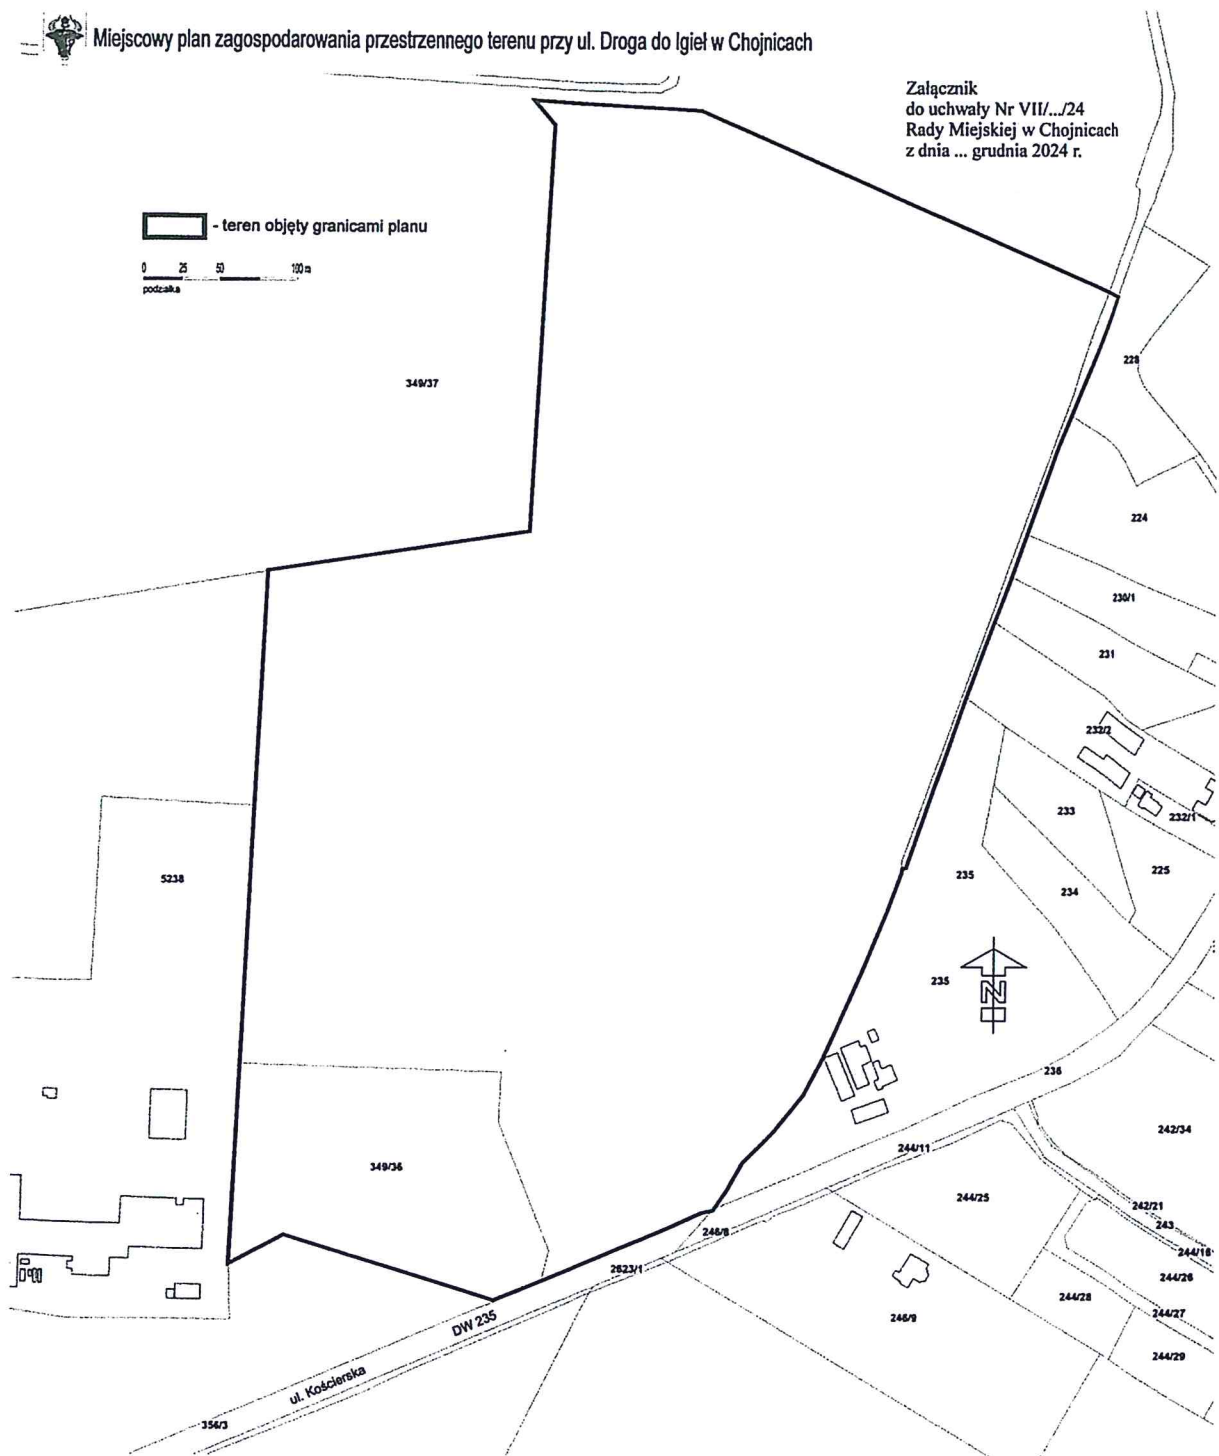 Miejscowy plan zagospodarowania przestrzennego terenu przy ul. Droga do Igieł w Chojnicach
Załącznik
do uchwały Nr VII/.../24
Rady Miejskiej w Chojnicach
z dnia ... grudnia 2024 r.
- teren objęty granicami planu
0 25 50 100 m
podziałka
349/37
228
224
230/1
231
232/2
233
232/1
5238
235
234
225
235
N
236
349/36
244/11
242/34
244/25
242/21
243
246/8
244/16
2623/1
244/26
244/28
244/27
246/9
DW 235
244/29
ul. Kościerska
356/3